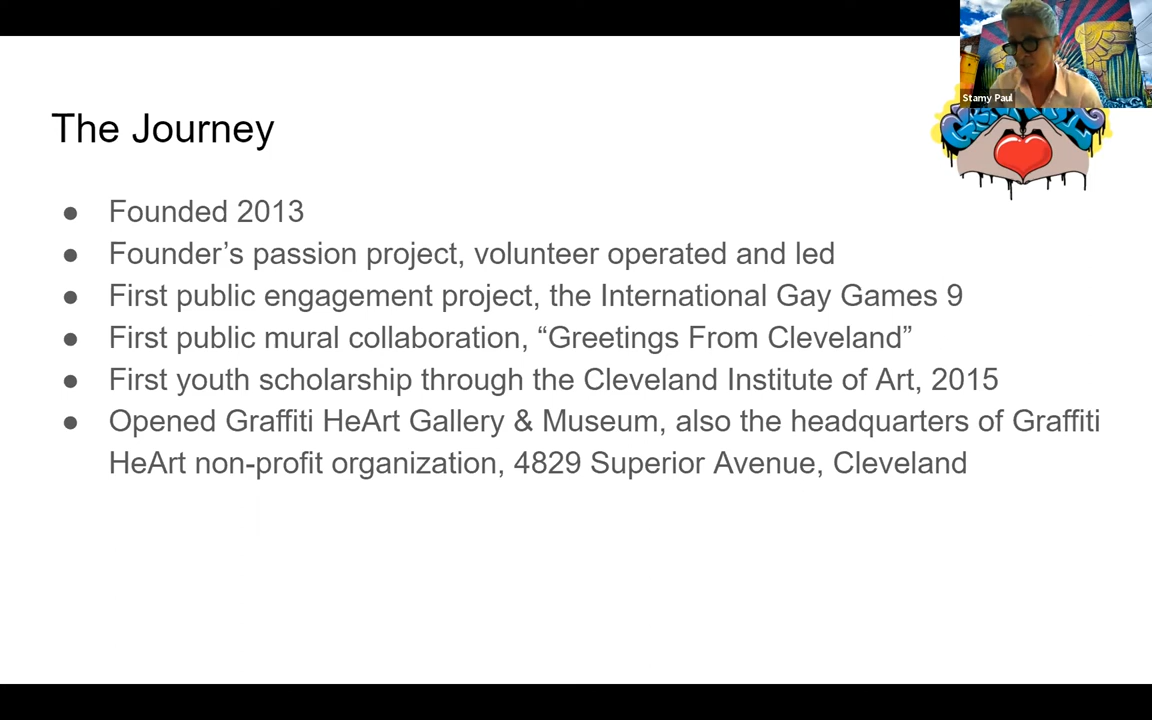 Stamy Paul
The Journey
● Founded 2013
● Founder’s passion project, volunteer operated and led
● First public engagement project, the International Gay Games 9
● First public mural collaboration, “Greetings From Cleveland”
● First youth scholarship through the Cleveland Institute of Art, 2015
● Opened Graffiti HeArt Gallery & Museum, also the headquarters of Graffiti
HeArt non-profit organization, 4829 Superior Avenue, Cleveland